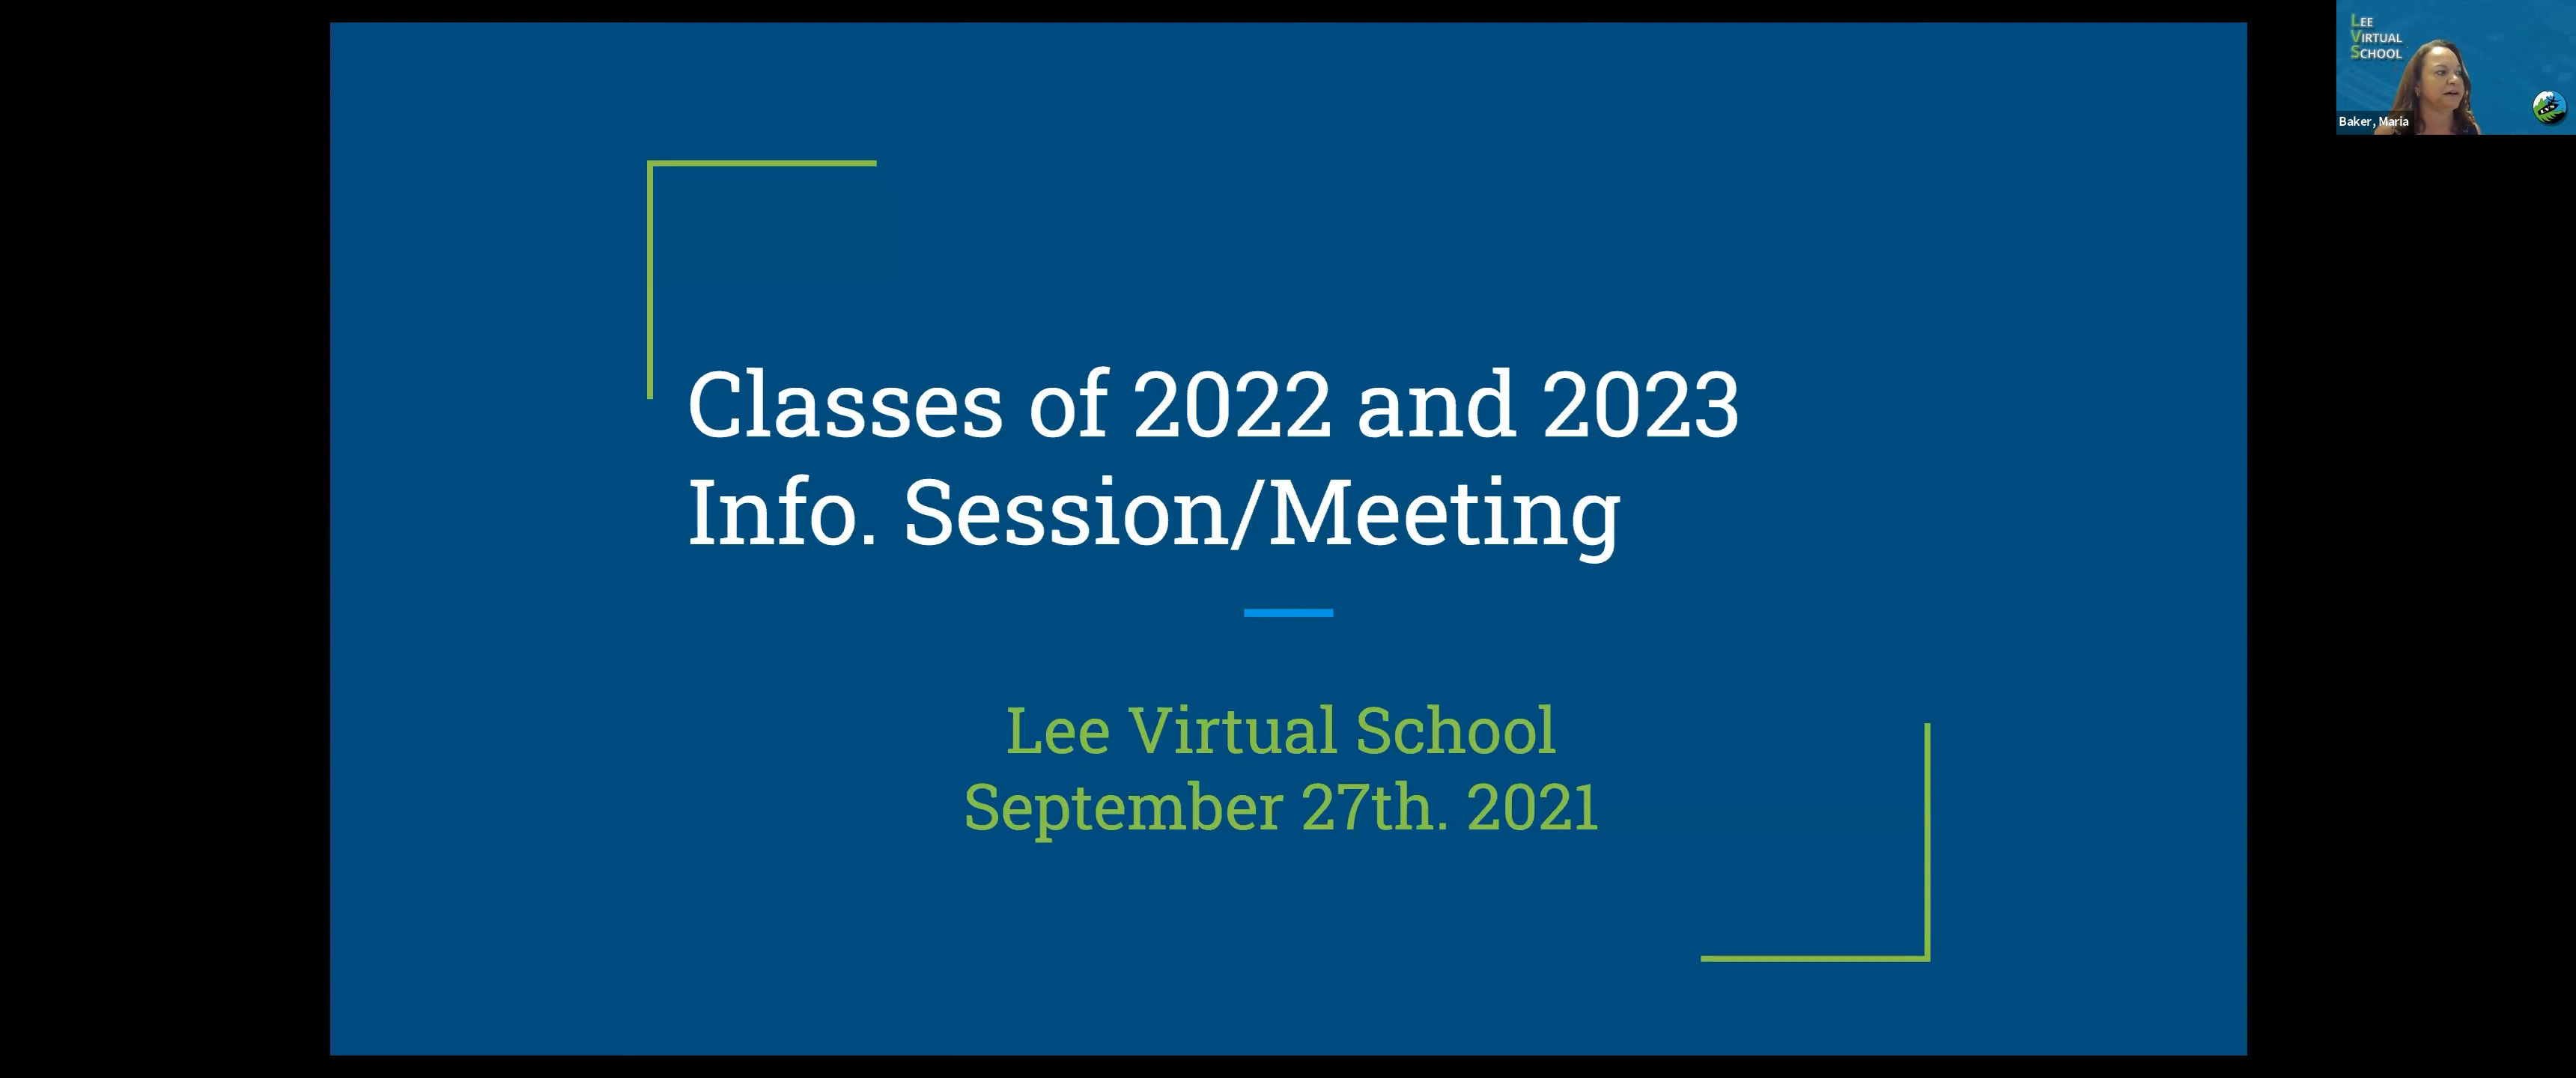 Classes of 2022 and 2023
Info. Session/Meeting
Lee Virtual School
September 27th. 2021
LEE
VIRTUAL
SCHOOL
Baker, Maria